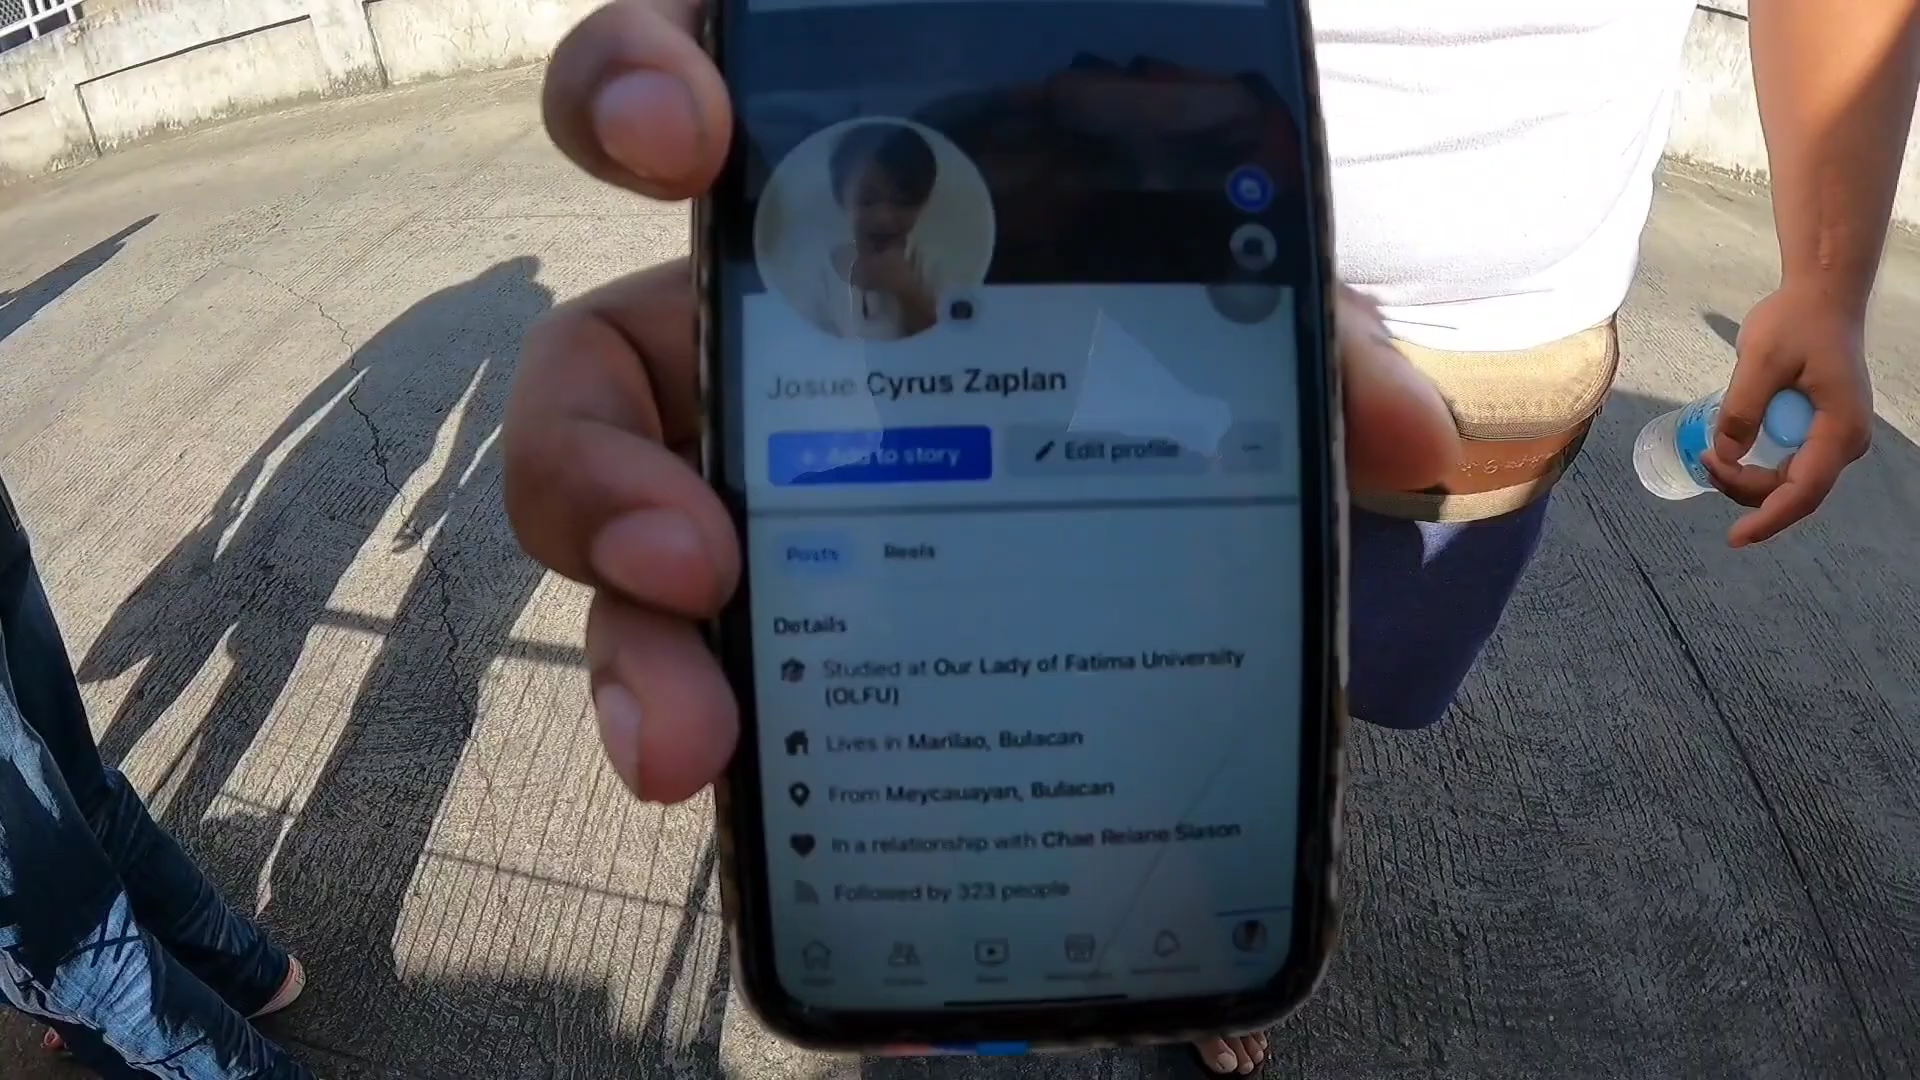 Josue Cyrus Zaplan
+ Add to story
Edit profile
Posts
Reels
Details
Studied at Our Lady of Fatima University
(OLFU)
Lives in Marilao, Bulacan
From Meycauayan, Bulacan
In a relationship with Chae Reiane Siason
Followed by 323 people